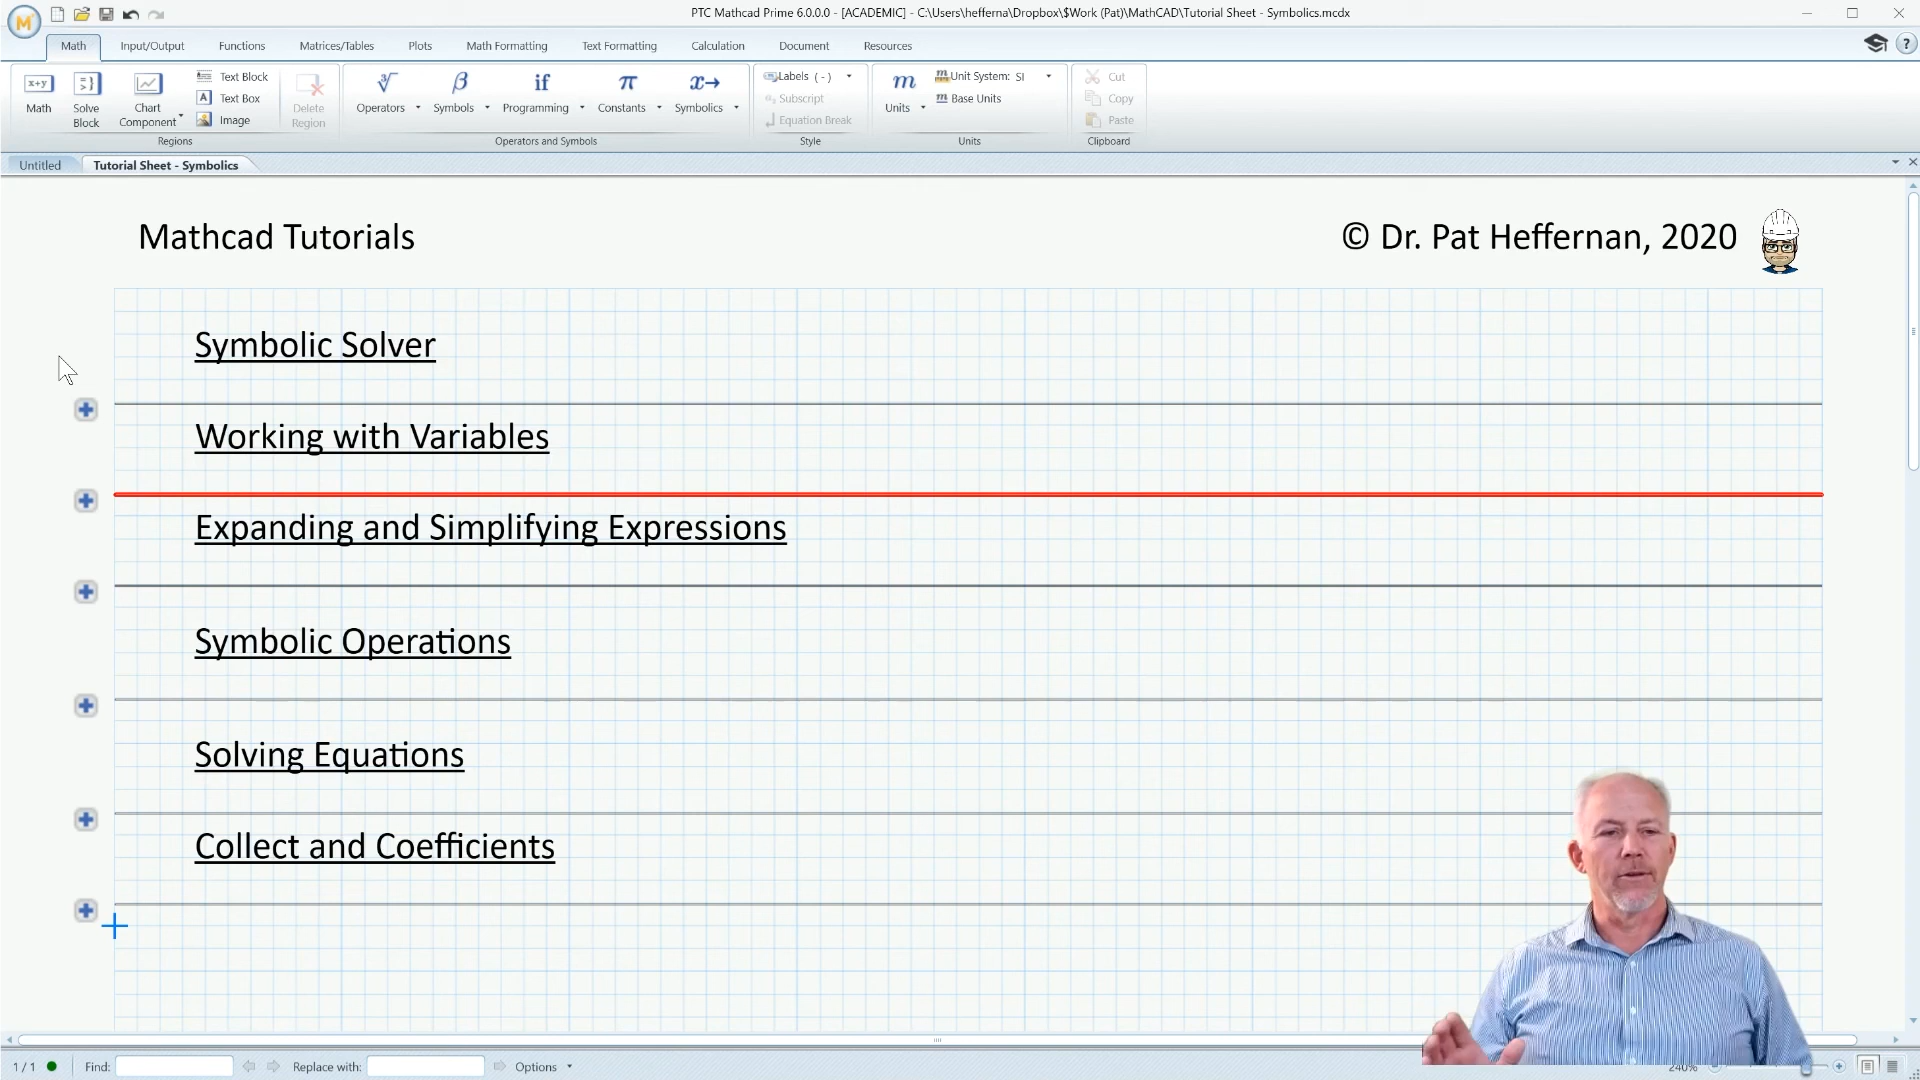 PTC Mathcad Prime 6.0.0.0 - [ACADEMIC] - C:\Users\hefferna\Dropbox\$Work (Pat)\MathCAD\Tutorial Sheet - Symbolics.mcdx
Math Input/Output Functions Matrices/Tables Plots Math Formatting Text Formatting Calculation Document Resources
Math
Solve Block
Chart Component
Text Block
Text Box
Image
Delete Region
Regions
Operators
Symbols
if Programming
π Constants
Symbolics
Operators and Symbols
Labels ( - )
Subscript
Equation Break
Style
Units
Unit System: SI
Base Units
Units
Cut
Copy
Paste
Clipboard
Untitled Tutorial Sheet - Symbolics
Mathcad Tutorials © Dr. Pat Heffernan, 2020
Symbolic Solver
Working with Variables
Expanding and Simplifying Expressions
Symbolic Operations
Solving Equations
Collect and Coefficients
1 / 1 Find: Replace with: Options 240%